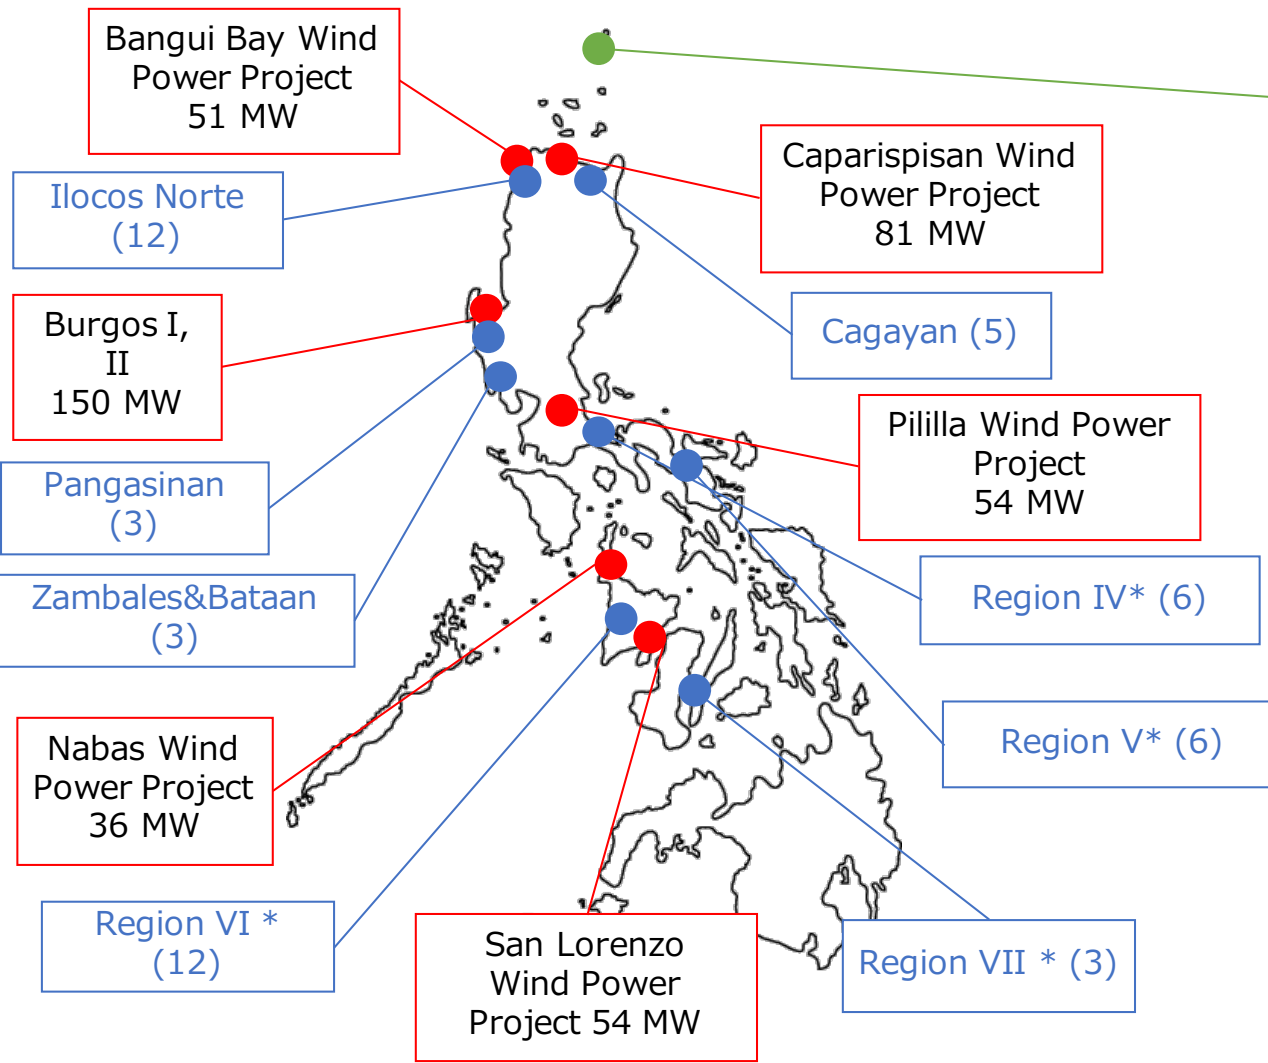 Bangui Bay Wind
Power Project
51 MW
Caparispisan Wind
Power Project
81 MW
Ilocos Norte
(12)
Burgos I,
II
150 MW
Cagayan (5)
Pililla Wind Power
Project
54 MW
Pangasinan
(3)
Zambales&Bataan
(3)
Region IV* (6)
Region V* (6)
Nabas Wind
Power Project
36 MW
Region VI *
(12)
San Lorenzo
Wind Power
Project 54 MW
Region VII * (3)